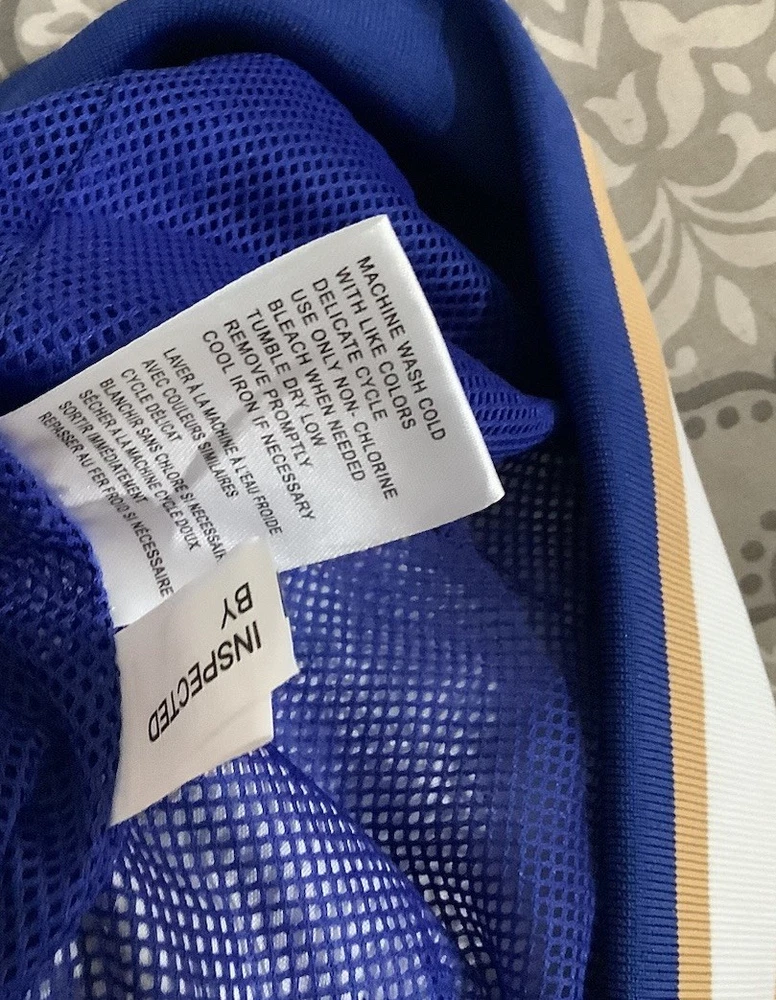 MACHINE WASH COLD
WITH LIKE COLORS
DELICATE CYCLE
USE ONLY NON- CHLORINE
BLEACH WHEN NEEDED
TUMBLE DRY LOW
REMOVE PROMPTLY
COOL IRON IF NECESSARY
LAVER À LA MACHINE À L'EAU FROIDE
AVEC COULEURS SIMILAIRES
CYCLE DÉLICAT
BLANCHIR SANS CHLORE SI NECESSAIR
SÉCHER A LA MACHINE CYCLE DOUX
SORTIR IMMÉDIATEMENT
REPASSER AU FER FROID SI NÉCESSAIRE
INSPECTED
BY